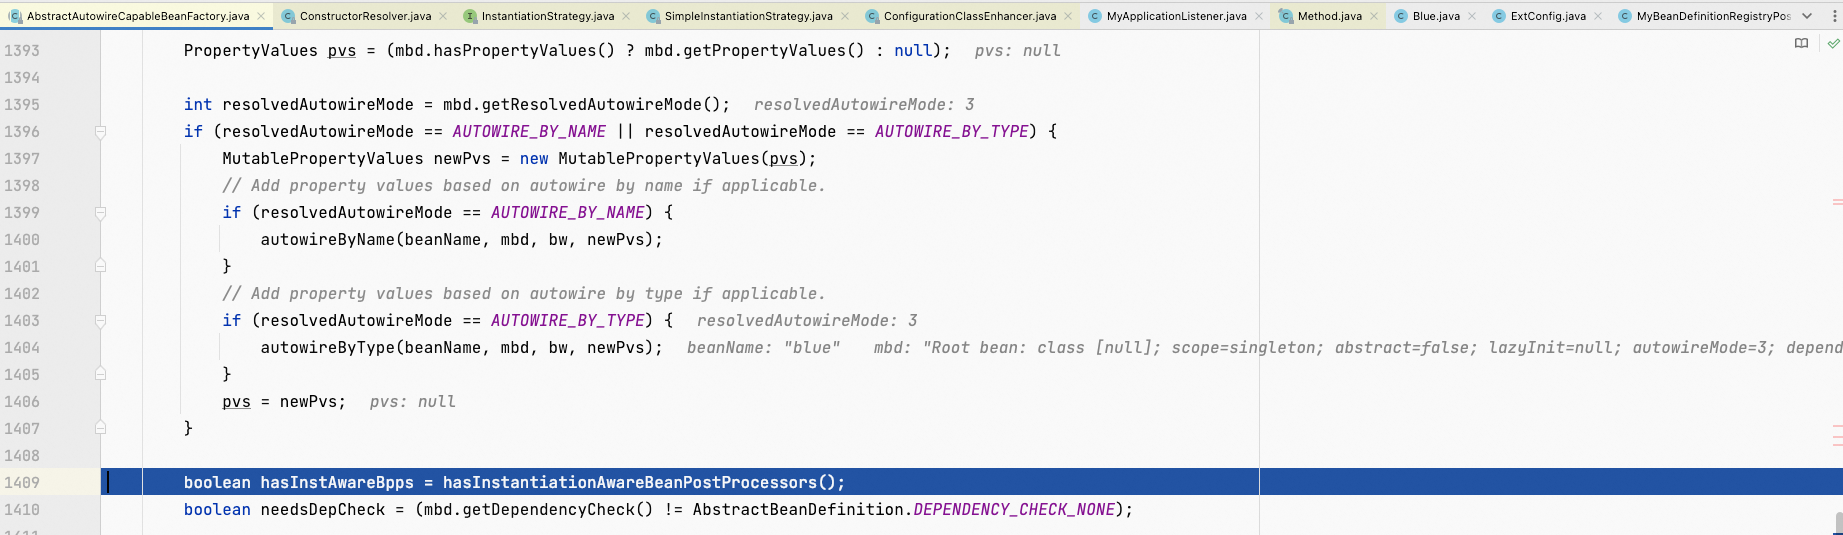 AbstractAutowireCapableBeanFactory.java ConstructorResolver.java InstantiationStrategy.java SimpleInstantiationStrategy.java ConfigurationClassEnhancer.java MyApplicationListener.java Method.java Blue.java ExtConfig.java MyBeanDefinitionRegistryPos
1393 PropertyValues pvs = (mbd.hasPropertyValues() ? mbd.getPropertyValues() : null); pvs: null
1394
1395 int resolvedAutowireMode = mbd.getResolvedAutowireMode(); resolvedAutowireMode: 3
1396 if (resolvedAutowireMode == AUTOWIRE_BY_NAME || resolvedAutowireMode == AUTOWIRE_BY_TYPE) {
1397 MutablePropertyValues newPvs = new MutablePropertyValues(pvs);
1398 // Add property values based on autowire by name if applicable.
1399 if (resolvedAutowireMode == AUTOWIRE_BY_NAME) {
1400 autowireByName(beanName, mbd, bw, newPvs);
1401 }
1402 // Add property values based on autowire by type if applicable.
1403 if (resolvedAutowireMode == AUTOWIRE_BY_TYPE) { resolvedAutowireMode: 3
1404 autowireByType(beanName, mbd, bw, newPvs); beanName: "blue" mbd: "Root bean: class [null]; scope=singleton; abstract=false; lazyInit=null; autowireMode=3; depend
1405 }
1406 pvs = newPvs; pvs: null
1407 }
1408
1409 boolean hasInstAwareBpps = hasInstantiationAwareBeanPostProcessors();
1410 boolean needsDepCheck = (mbd.getDependencyCheck() != AbstractBeanDefinition.DEPENDENCY_CHECK_NONE);